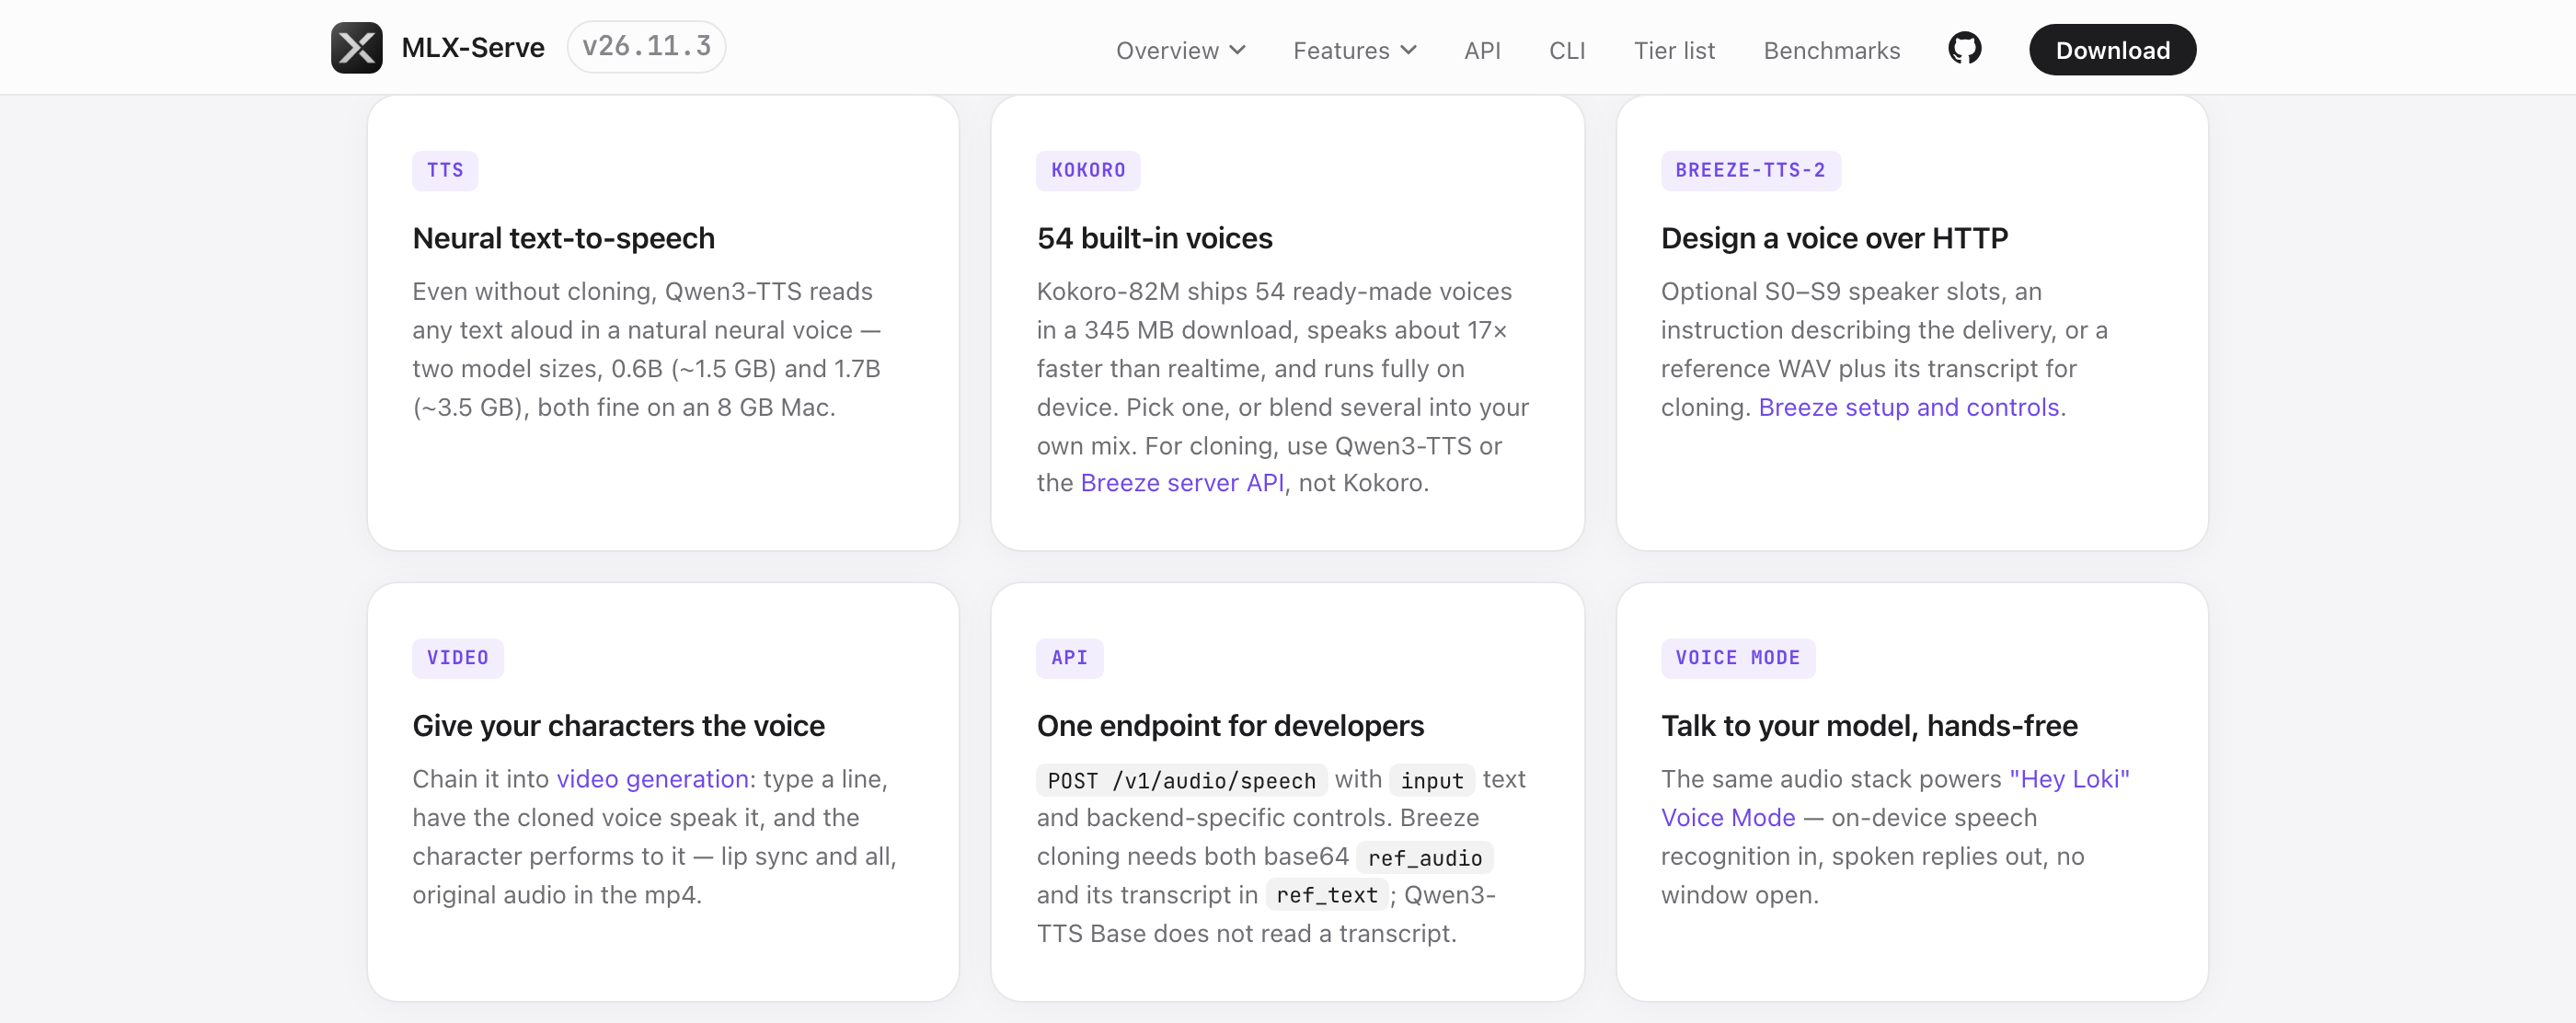 MLX-Serve v26.11.3 Overview Features API CLI Tier list Benchmarks Download
TTS
Neural text-to-speech
Even without cloning, Qwen3-TTS reads
any text aloud in a natural neural voice —
two model sizes, 0.6B (~1.5 GB) and 1.7B
(~3.5 GB), both fine on an 8 GB Mac.
KOKORO
54 built-in voices
Kokoro-82M ships 54 ready-made voices
in a 345 MB download, speaks about 17×
faster than realtime, and runs fully on
device. Pick one, or blend several into your
own mix. For cloning, use Qwen3-TTS or
the Breeze server API, not Kokoro.
BREEZE-TTS-2
Design a voice over HTTP
Optional S0–S9 speaker slots, an
instruction describing the delivery, or a
reference WAV plus its transcript for
cloning. Breeze setup and controls.
VIDEO
Give your characters the voice
Chain it into video generation: type a line,
have the cloned voice speak it, and the
character performs to it — lip sync and all,
original audio in the mp4.
API
One endpoint for developers
POST /v1/audio/speech with input text
and backend-specific controls. Breeze
cloning needs both base64 ref_audio
and its transcript in ref_text; Qwen3-
TTS Base does not read a transcript.
VOICE MODE
Talk to your model, hands-free
The same audio stack powers "Hey Loki"
Voice Mode — on-device speech
recognition in, spoken replies out, no
window open.